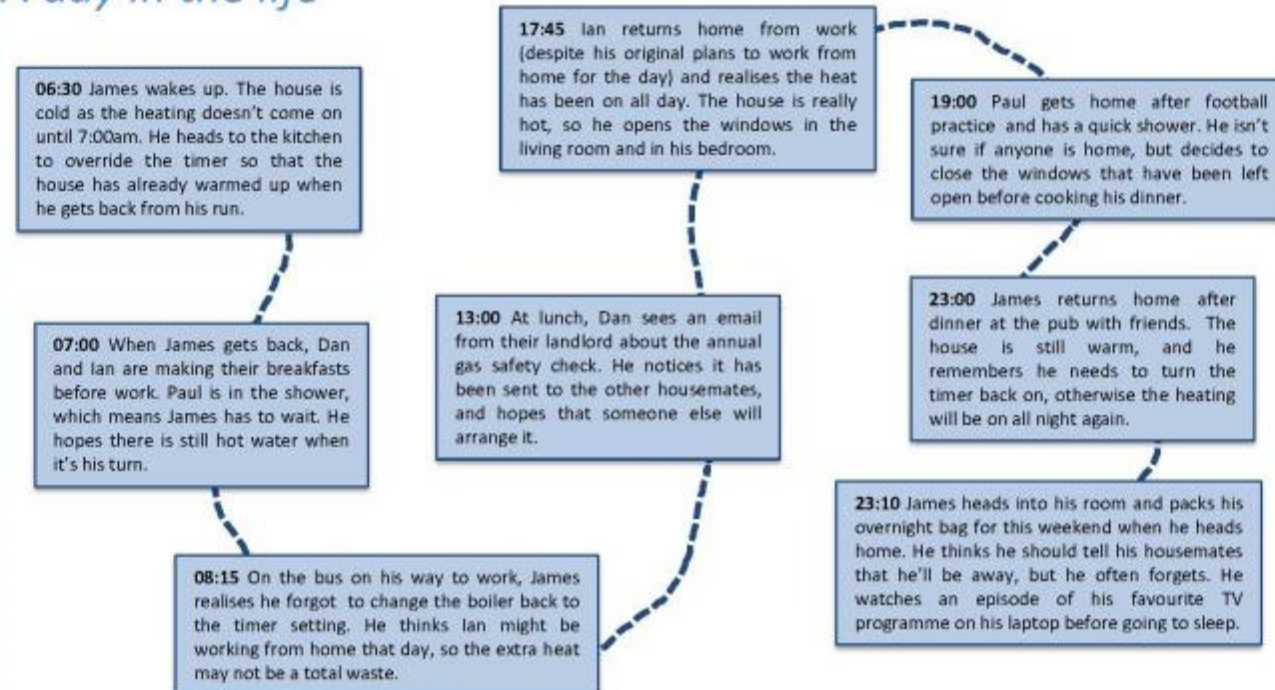 day in the life
06:30 James wakes up. The house is
cold as the heating doesn't come on
until 7:00am. He heads to the kitchen
to override the timer so that the
house has already warmed up when
he gets back from his run.
07:00 When James gets back, Dan
and Ian are making their breakfasts
before work. Paul is in the shower,
which means James has to wait. He
hopes there is still hot water when
it's his turn.
08:15 On the bus on his way to work, James
realises he forgot to change the boiler back to
the timer setting. He thinks Ian might be
working from home that day, so the extra heat
may not be a total waste.
13:00 At lunch, Dan sees an email
from their landlord about the annual
gas safety check. He notices it has
been sent to the other housemates,
and hopes that someone else will
arrange it.
17:45 Ian returns home from work
(despite his original plans to work from
home for the day) and realises the heat
has been on all day. The house is really
hot, so he opens the windows in the
living room and in his bedroom.
19:00 Paul gets home after football
practice and has a quick shower. He isn't
sure if anyone is home, but decides to
close the windows that have been left
open before cooking his dinner.
23:00 James returns home after
dinner at the pub with friends. The
house is still warm, and he
remembers he needs to turn the
timer back on, otherwise the heating
will be on all night again.
23:10 James heads into his room and packs his
overnight bag for this weekend when he heads
home. He thinks he should tell his housemates
that he'll be away, but he often forgets. He
watches an episode of his favourite TV
programme on his laptop before going to sleep.